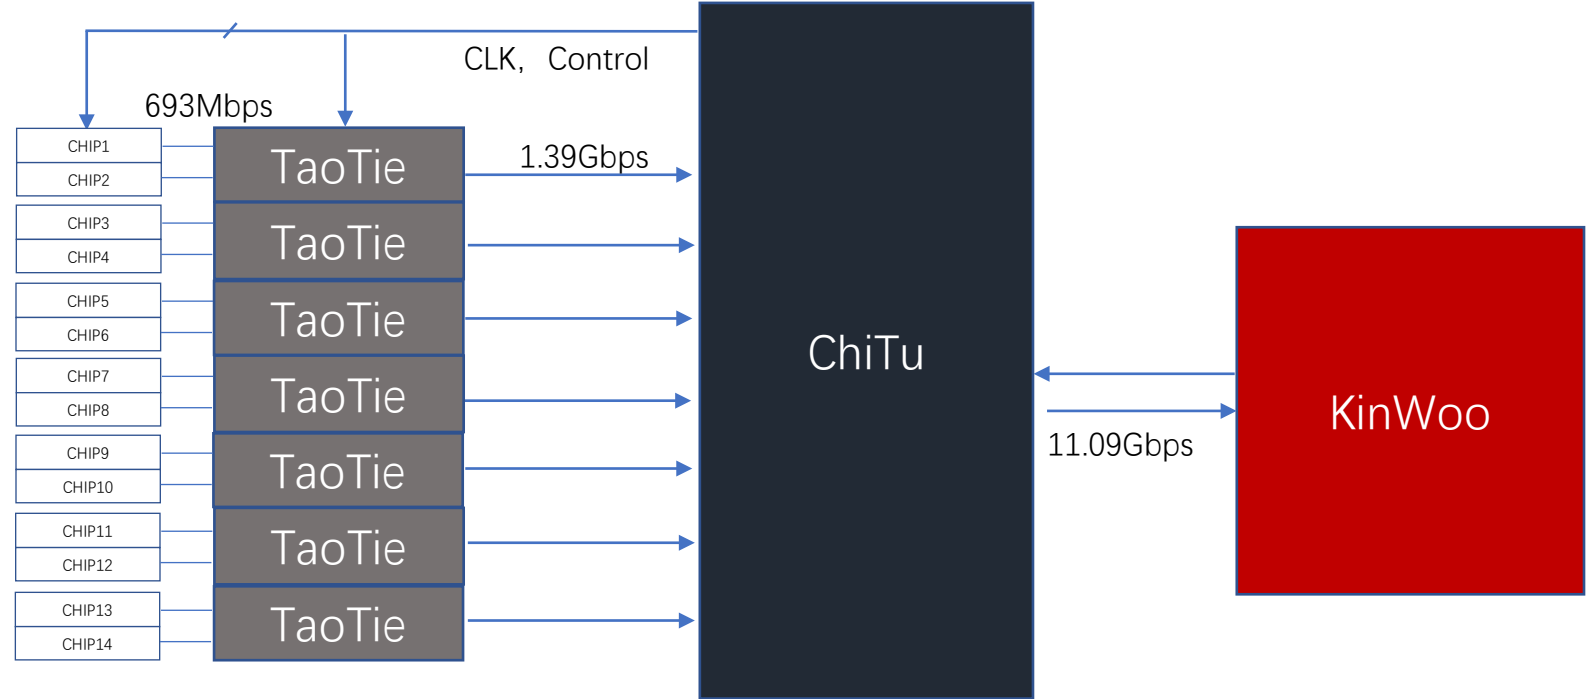 CLK, Control
693Mbps
CHIP1
CHIP2
TaoTie
1.39Gbps
CHIP3
CHIP4
TaoTie
CHIP5
CHIP6
TaoTie
CHIP7
CHIP8
TaoTie
CHIP9
CHIP10
TaoTie
CHIP11
CHIP12
TaoTie
CHIP13
CHIP14
TaoTie
ChiTu
11.09Gbps
KinWoo